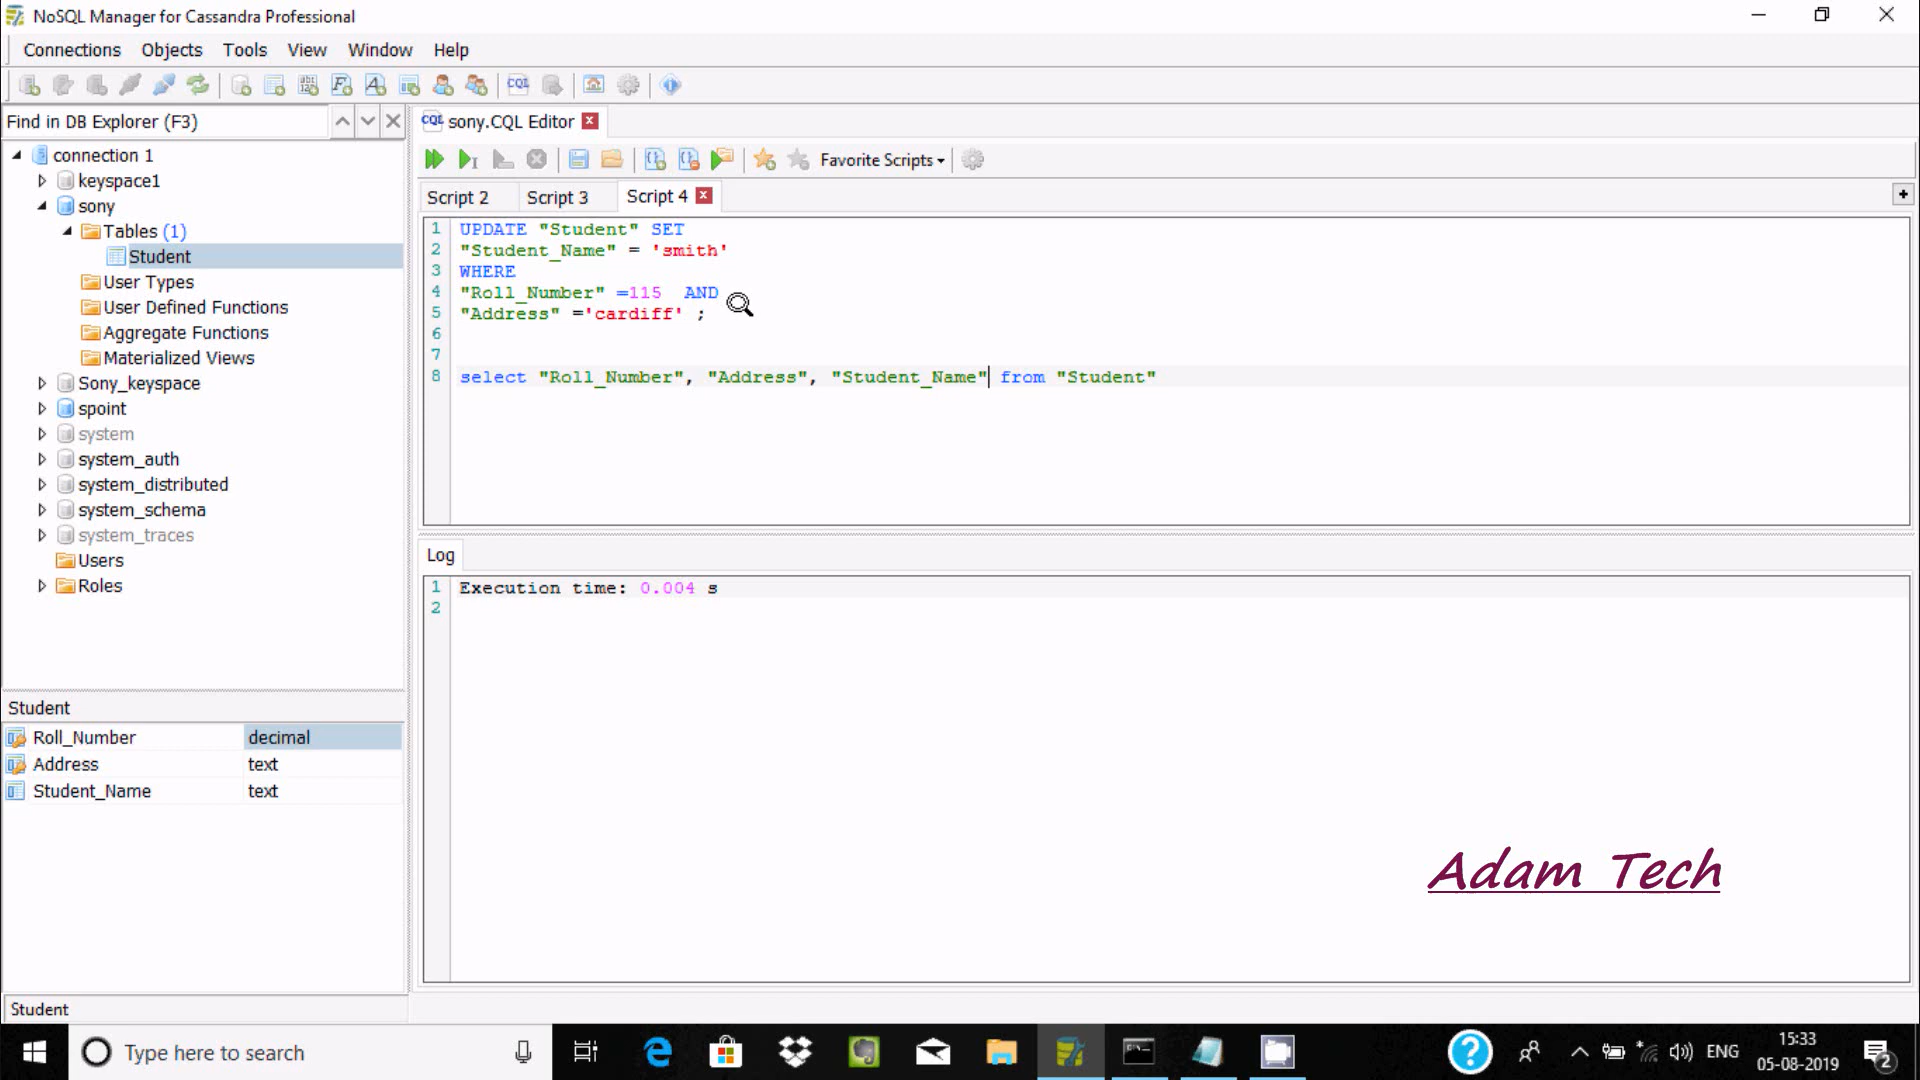 NoSQL Manager for Cassandra Professional
Connections Objects Tools View Window Help
Find in DB Explorer (F3)
connection 1
keyspace1
sony
Tables (1)
Student
User Types
User Defined Functions
Aggregate Functions
Materialized Views
Sony_keyspace
spoint
system
system_auth
system_distributed
system_schema
system_traces
Users
Roles
Student
Roll_Number decimal
Address text
Student_Name text
Student
CQL sony.CQL Editor
Favorite Scripts
Script 2 Script 3 Script 4
1 UPDATE "Student" SET
2 "Student_Name" = 'smith'
3 WHERE
4 "Roll_Number" =115 AND
5 "Address" ='cardiff' ;
6
7
8 select "Roll_Number", "Address", "Student_Name" from "Student"
Log
1 Execution time: 0.004 s
2
Adam Tech
Type here to search
ENG
15:33
05-08-2019
2